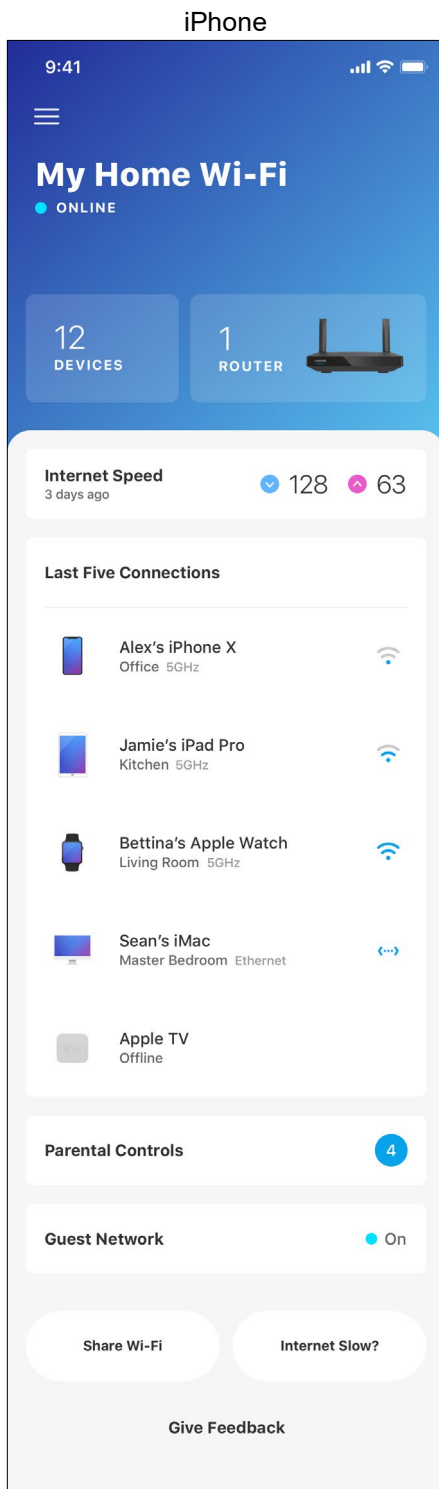 iPhone
9:41
My Home Wi-Fi
ONLINE
12
DEVICES
1
ROUTER
Internet Speed
3 days ago
128
63
Last Five Connections
Alex’s iPhone X
Office 5GHz
Jamie’s iPad Pro
Kitchen 5GHz
Bettina’s Apple Watch
Living Room 5GHz
Sean’s iMac
Master Bedroom Ethernet
Apple TV
Offline
Parental Controls
4
Guest Network
On
Share Wi-Fi
Internet Slow?
Give Feedback